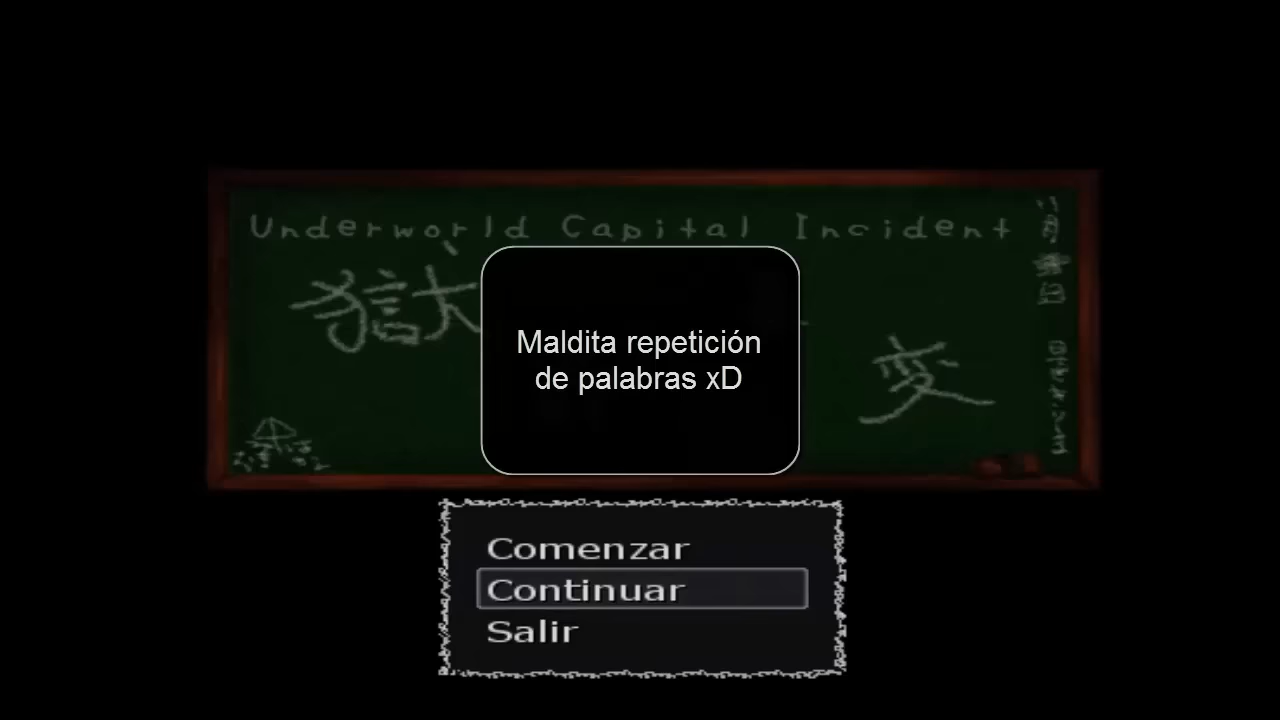 Underworld Capital Incident
獄
変
Maldita repetición
de palabras xD
Comenzar
Continuar
Salir